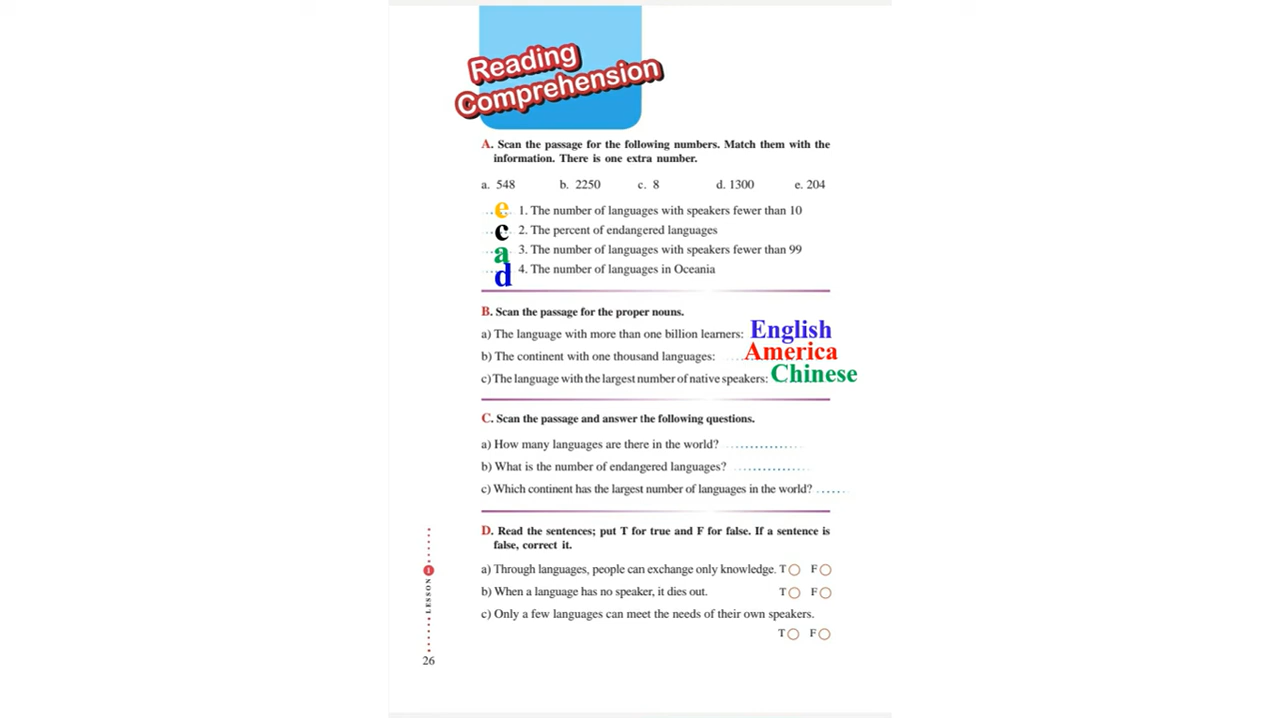 Reading
Comprehension
A. Scan the passage for the following numbers. Match them with the
information. There is one extra number.
a. 548 b. 2250 c. 8 d. 1300 e. 204
e 1. The number of languages with speakers fewer than 10
c 2. The percent of endangered languages
a 3. The number of languages with speakers fewer than 99
d 4. The number of languages in Oceania
B. Scan the passage for the proper nouns.
a) The language with more than one billion learners: English
b) The continent with one thousand languages: America
c) The language with the largest number of native speakers: Chinese
C. Scan the passage and answer the following questions.
a) How many languages are there in the world? ..............
b) What is the number of endangered languages? ..............
c) Which continent has the largest number of languages in the world? ......
D. Read the sentences; put T for true and F for false. If a sentence is
false, correct it.
a) Through languages, people can exchange only knowledge. T F
b) When a language has no speaker, it dies out. T F
c) Only a few languages can meet the needs of their own speakers.
T F
LESSON 1
26